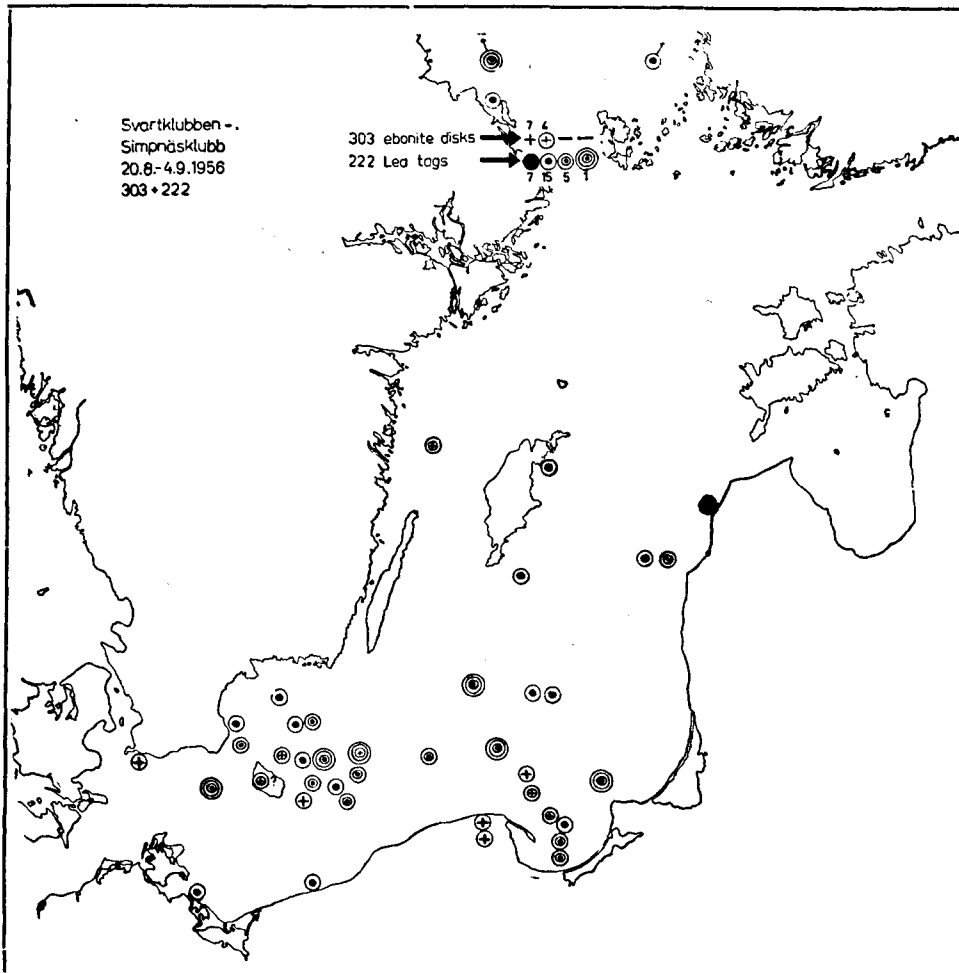 Svartklubben -.
Simpnäsklubb
20.8.-4.9.1956
303 + 222
7 4
303 ebonite disks
222 Lea tags
7 15 5 1